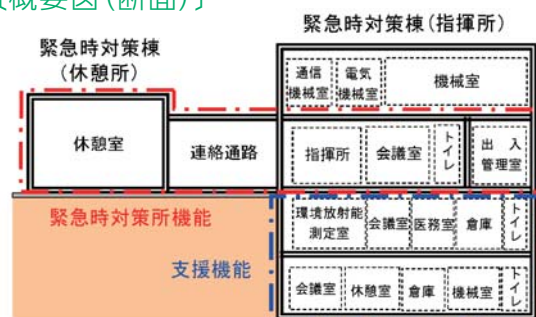 概要図(断面)〕
緊急時対策棟(指揮所)
緊急時対策棟
(休憩所)
通信
機械室
電気
機械室
機械室
休憩室
連絡通路
指揮所
会議室
トイレ
出入
管理室
緊急時対策所機能
環境放射能
測定室
会議室
医務室
倉庫
トイレ
支援機能
会議室
休憩室
倉庫
機械室
トイレ